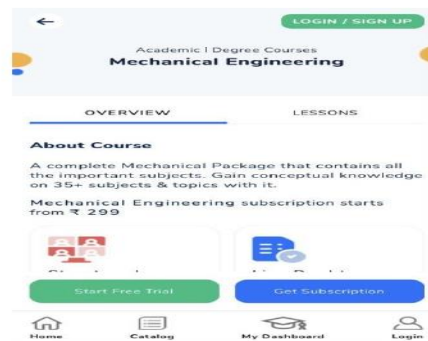 LOGIN / SIGN UP
Academic | Degree Courses
Mechanical Engineering
OVERVIEW LESSONS
About Course
A complete Mechanical Package that contains all
the important subjects. Gain conceptual knowledge
on 35+ subjects & topics with it.
Mechanical Engineering subscription starts
from ₹ 299
Start Free Trial Get Subscription
Home Catalog My Dashboard Login